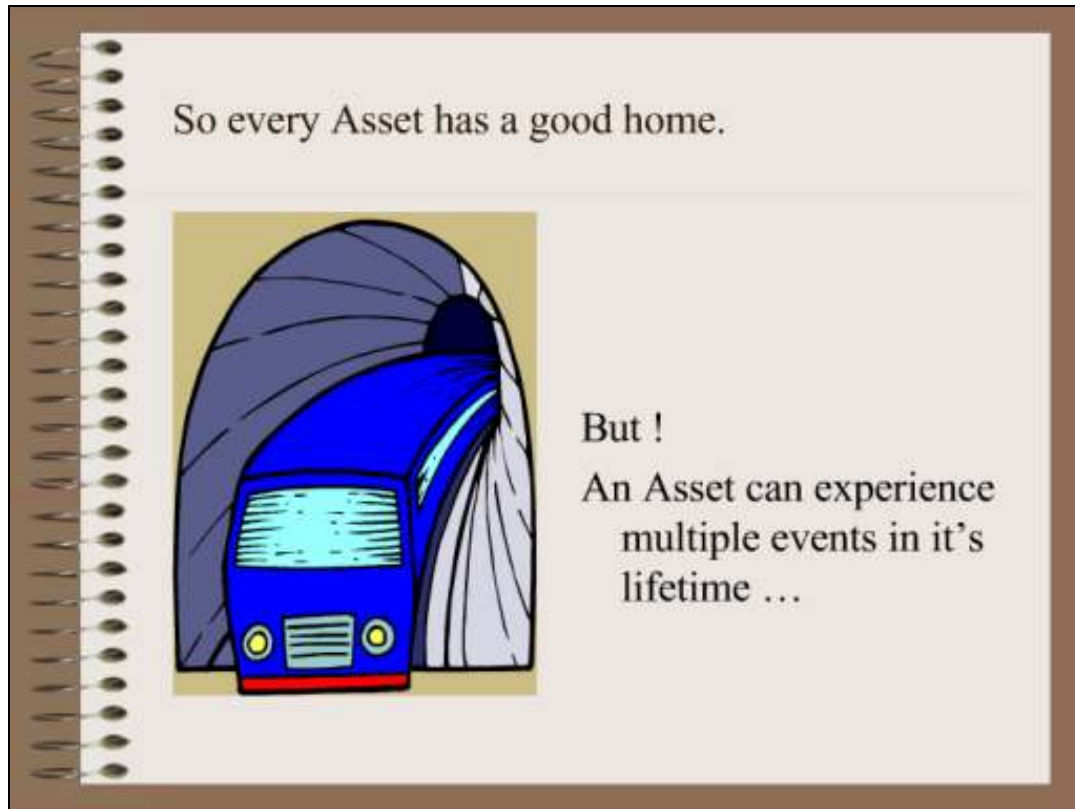 So every Asset has a good home.
But !
An Asset can experience
multiple events in it’s
lifetime …